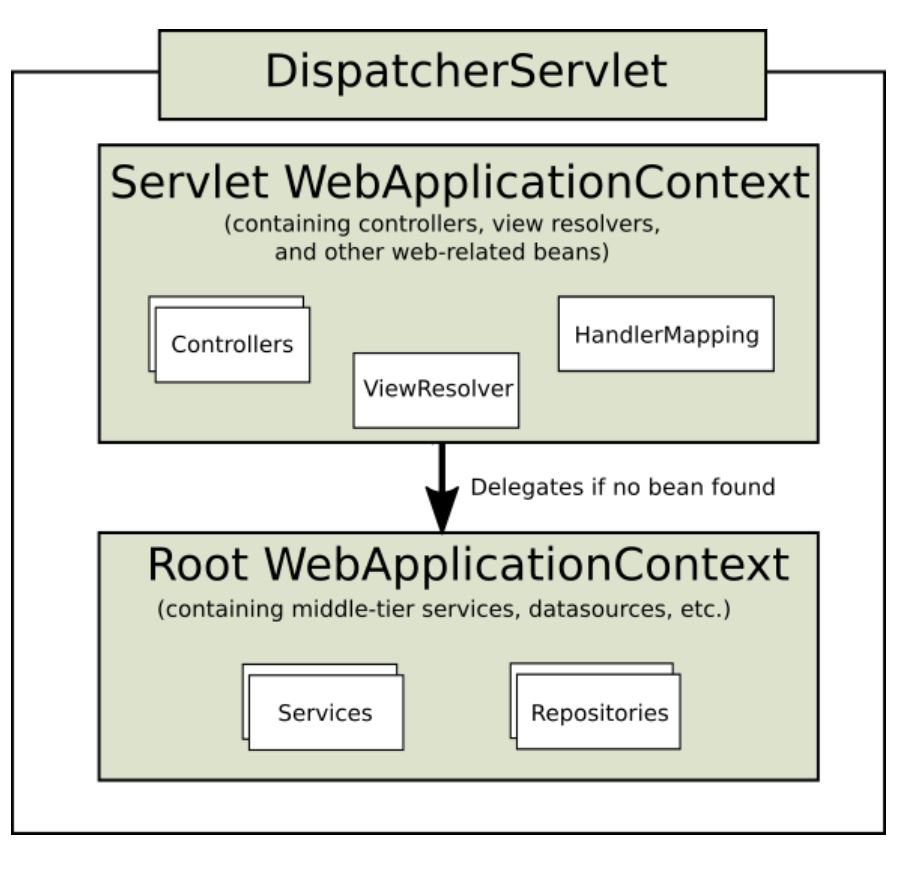 DispatcherServlet
Servlet WebApplicationContext
(containing controllers, view resolvers,
and other web-related beans)
Controllers
HandlerMapping
ViewResolver
Delegates if no bean found
Root WebApplicationContext
(containing middle-tier services, datasources, etc.)
Services
Repositories